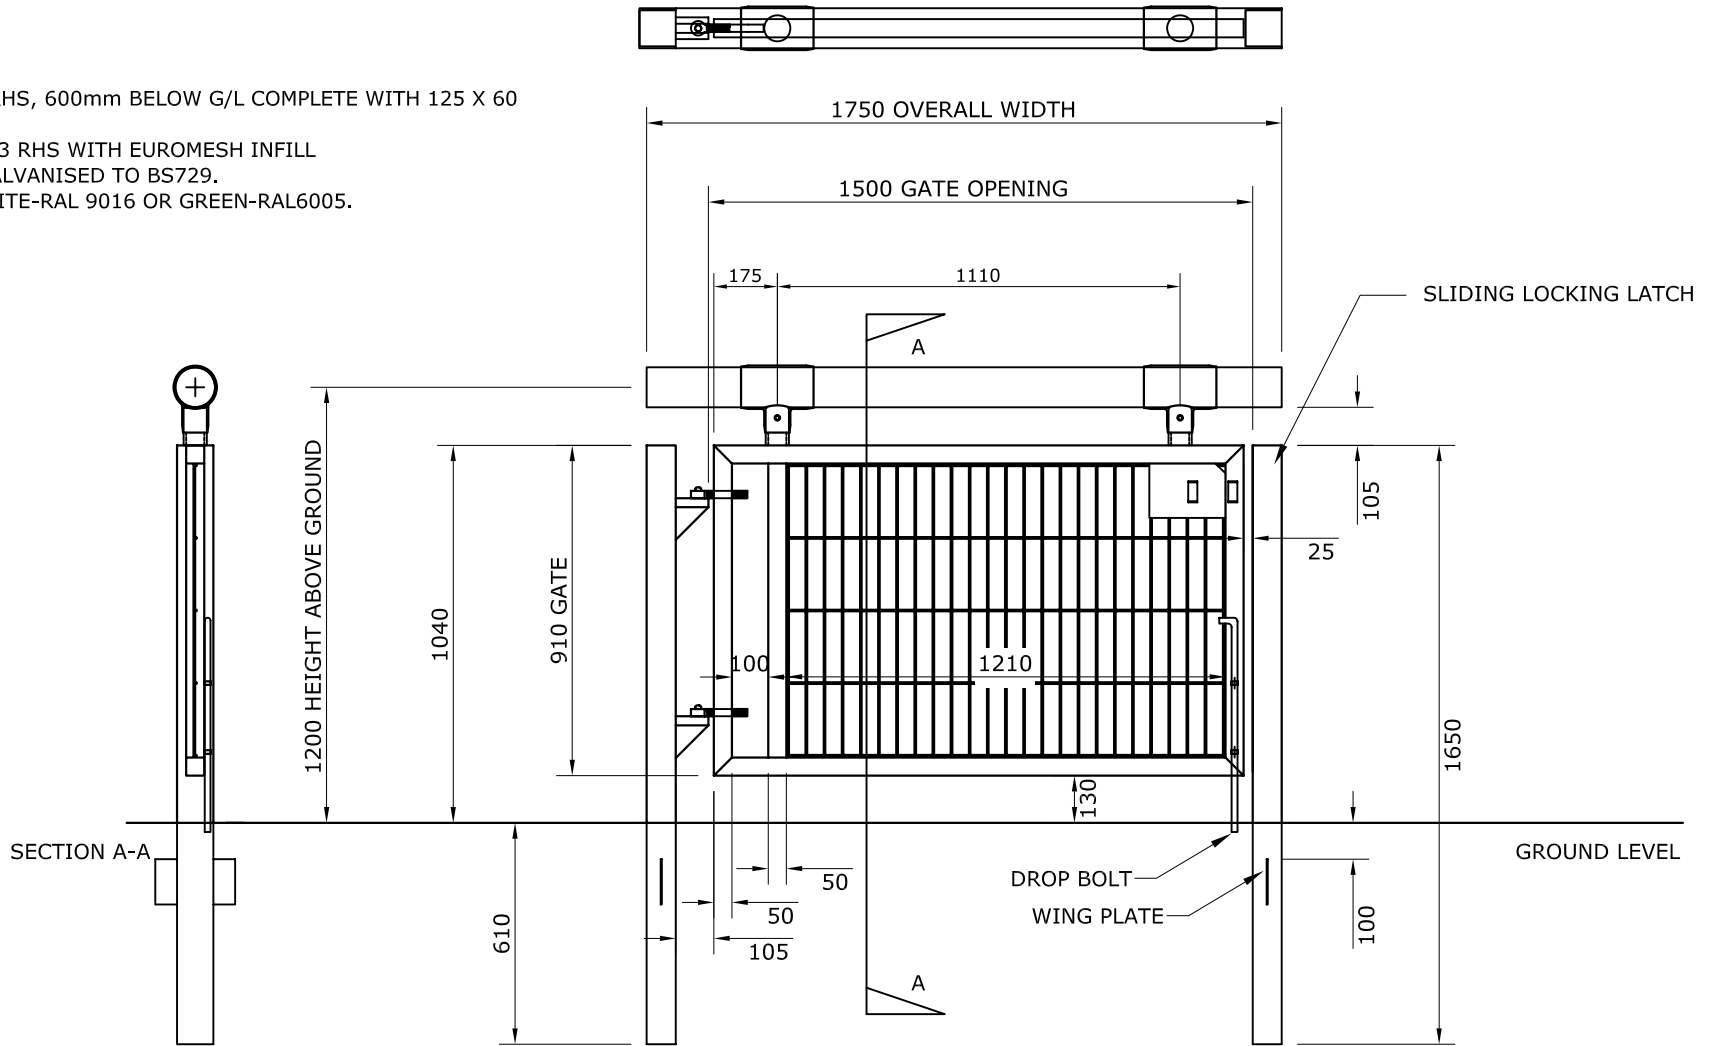 RHS, 600mm BELOW G/L COMPLETE WITH 125 X 60
3 RHS WITH EUROMESH INFILL
ALVANISED TO BS729.
ITE-RAL 9016 OR GREEN-RAL6005.
1750 OVERALL WIDTH
1500 GATE OPENING
175
1110
SLIDING LOCKING LATCH
A
1200 HEIGHT ABOVE GROUND
1040
910 GATE
105
25
100
1210
1650
130
SECTION A-A
GROUND LEVEL
DROP BOLT
WING PLATE
50
50
105
610
100
A